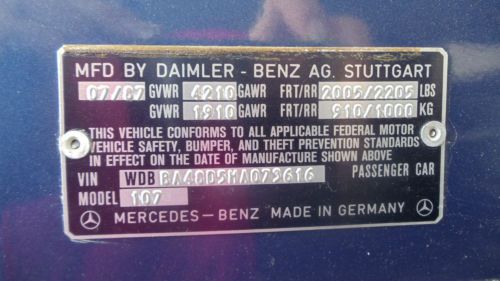 MFD BY DAIMLER - BENZ AG. STUTTGART
07/87 GVWR 4210 GAWR FRT/RR 2005/2205 LBS
GVWR 1910 GAWR FRT/RR 910/1000 KG
THIS VEHICLE CONFORMS TO ALL APPLICABLE FEDERAL MOTOR
VEHICLE SAFETY, BUMPER, AND THEFT PREVENTION STANDARDS
IN EFFECT ON THE DATE OF MANUFACTURE SHOWN ABOVE
VIN WDB PASSENGER CAR
MODEL 107
MERCEDES-BENZ MADE IN GERMANY